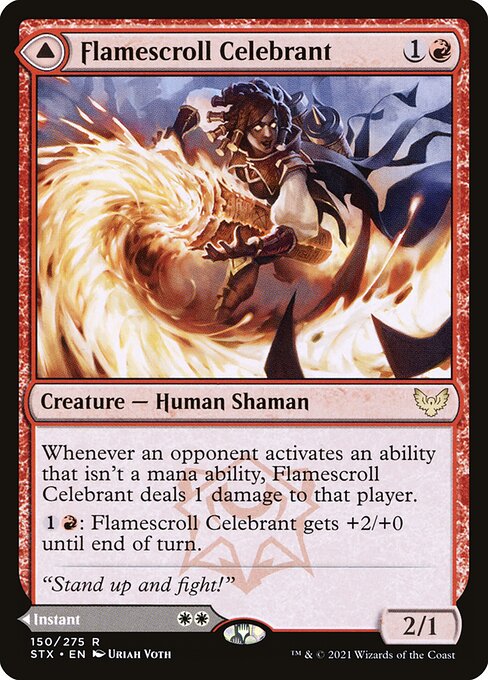 Flamescroll Celebrant 1
Creature — Human Shaman
Whenever an opponent activates an ability
that isn't a mana ability, Flamescroll
Celebrant deals 1 damage to that player.
1 : Flamescroll Celebrant gets +2/+0
until end of turn.
“Stand up and fight!”
Instant
2/1
150/275 R
STX • EN Uriah Voth
™ & © 2021 Wizards of the Coast